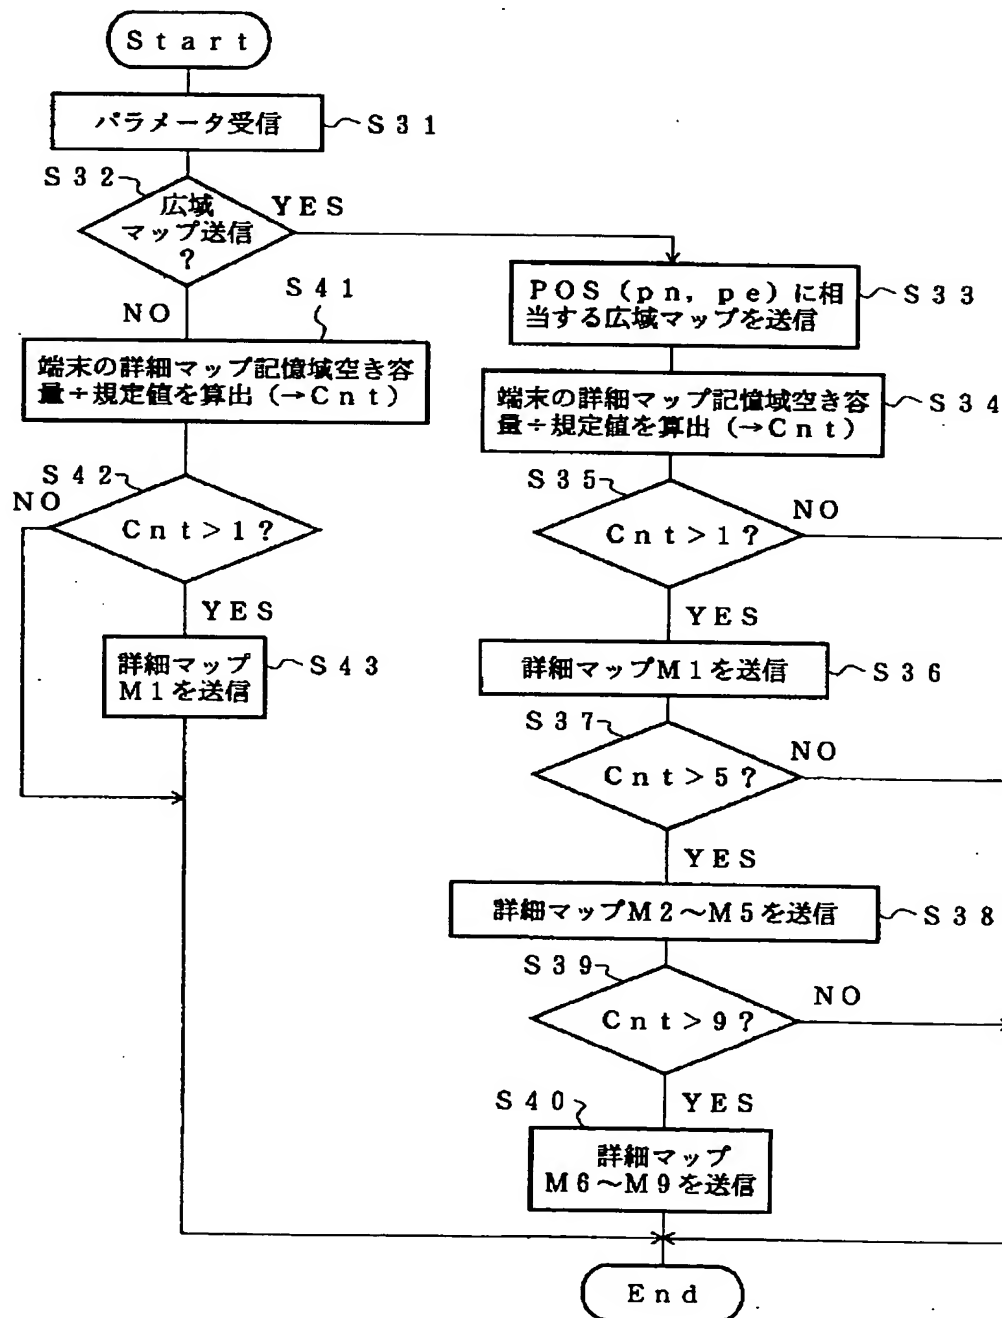 Start
パラメータ受信
S31
S32
広域
マップ送信
?
YES
NO
POS(pn, pe)に相
当する広域マップを送信
S33
S41
端末の詳細マップ記憶域空き容
量÷規定値を算出(→Cnt)
端末の詳細マップ記憶域空き容
量÷規定値を算出(→Cnt)
S34
S42
NO
Cnt>1?
YES
詳細マップ
M1を送信
S43
S35
Cnt>1?
NO
YES
詳細マップM1を送信
S36
S37
Cnt>5?
NO
YES
詳細マップM2~M5を送信
S38
S39
Cnt>9?
NO
YES
S40
詳細マップ
M6~M9を送信
End